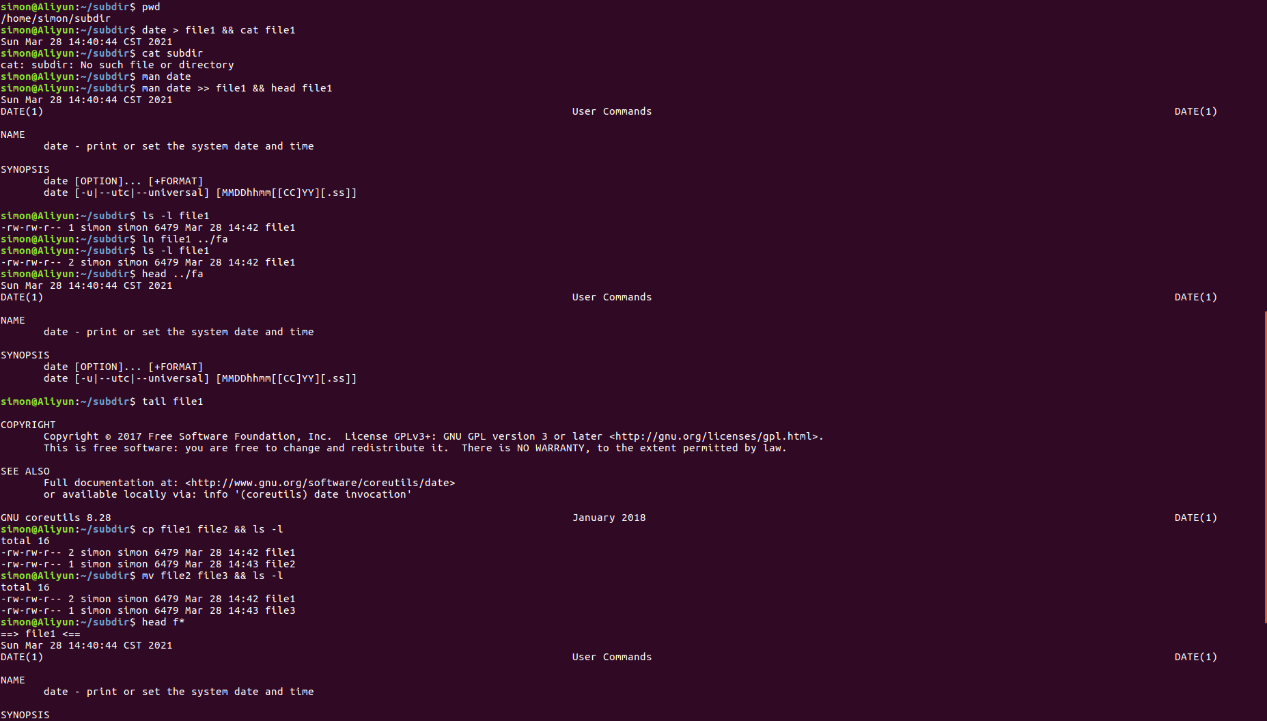 simon@Aliyun:~/subdir$ pwd
/home/simon/subdir
simon@Aliyun:~/subdir$ date > file1 && cat file1
Sun Mar 28 14:40:44 CST 2021
simon@Aliyun:~/subdir$ cat subdir
cat: subdir: No such file or directory
simon@Aliyun:~/subdir$ man date
simon@Aliyun:~/subdir$ man date >> file1 && head file1
Sun Mar 28 14:40:44 CST 2021
DATE(1) User Commands DATE(1)
NAME
date - print or set the system date and time
SYNOPSIS
date [OPTION]... [+FORMAT]
date [-u|--utc|--universal] [MMDDhhmm[[CC]YY][.ss]]
simon@Aliyun:~/subdir$ ls -l file1
-rw-rw-r-- 1 simon simon 6479 Mar 28 14:42 file1
simon@Aliyun:~/subdir$ ln file1 ../fa
simon@Aliyun:~/subdir$ ls -l file1
-rw-rw-r-- 2 simon simon 6479 Mar 28 14:42 file1
simon@Aliyun:~/subdir$ head ../fa
Sun Mar 28 14:40:44 CST 2021
DATE(1) User Commands DATE(1)
NAME
date - print or set the system date and time
SYNOPSIS
date [OPTION]... [+FORMAT]
date [-u|--utc|--universal] [MMDDhhmm[[CC]YY][.ss]]
simon@Aliyun:~/subdir$ tail file1
COPYRIGHT
Copyright © 2017 Free Software Foundation, Inc.  License GPLv3+: GNU GPL version 3 or later <http://gnu.org/licenses/gpl.html>.
This is free software: you are free to change and redistribute it.  There is NO WARRANTY, to the extent permitted by law.
SEE ALSO
Full documentation at: <http://www.gnu.org/software/coreutils/date>
or available locally via: info '(coreutils) date invocation'
GNU coreutils 8.28 January 2018 DATE(1)
simon@Aliyun:~/subdir$ cp file1 file2 && ls -l
total 16
-rw-rw-r-- 2 simon simon 6479 Mar 28 14:42 file1
-rw-rw-r-- 1 simon simon 6479 Mar 28 14:43 file2
simon@Aliyun:~/subdir$ mv file2 file3 && ls -l
total 16
-rw-rw-r-- 2 simon simon 6479 Mar 28 14:42 file1
-rw-rw-r-- 1 simon simon 6479 Mar 28 14:43 file3
simon@Aliyun:~/subdir$ head f*
==> file1 <==
Sun Mar 28 14:40:44 CST 2021
DATE(1) User Commands DATE(1)
NAME
date - print or set the system date and time
SYNOPSIS